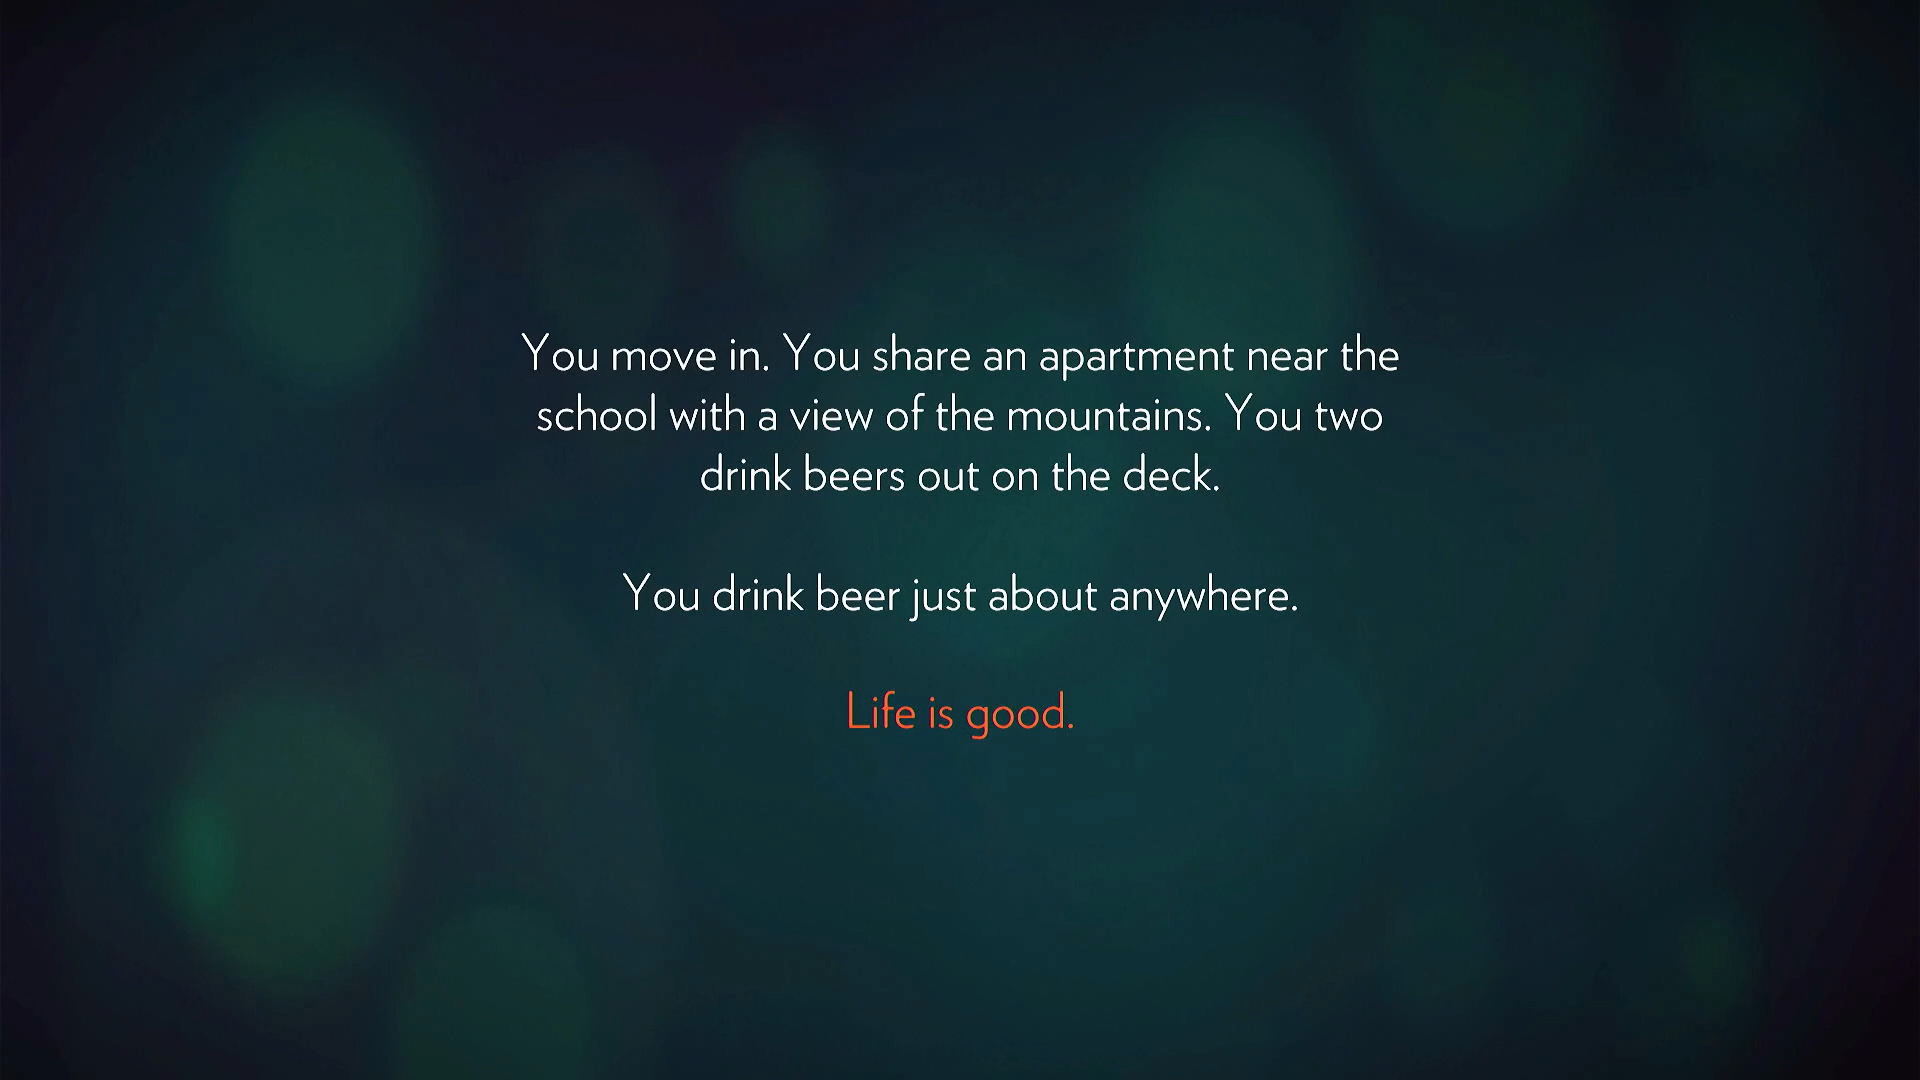 You move in. You share an apartment near the
school with a view of the mountains. You two
drink beers out on the deck.
You drink beer just about anywhere.
Life is good.